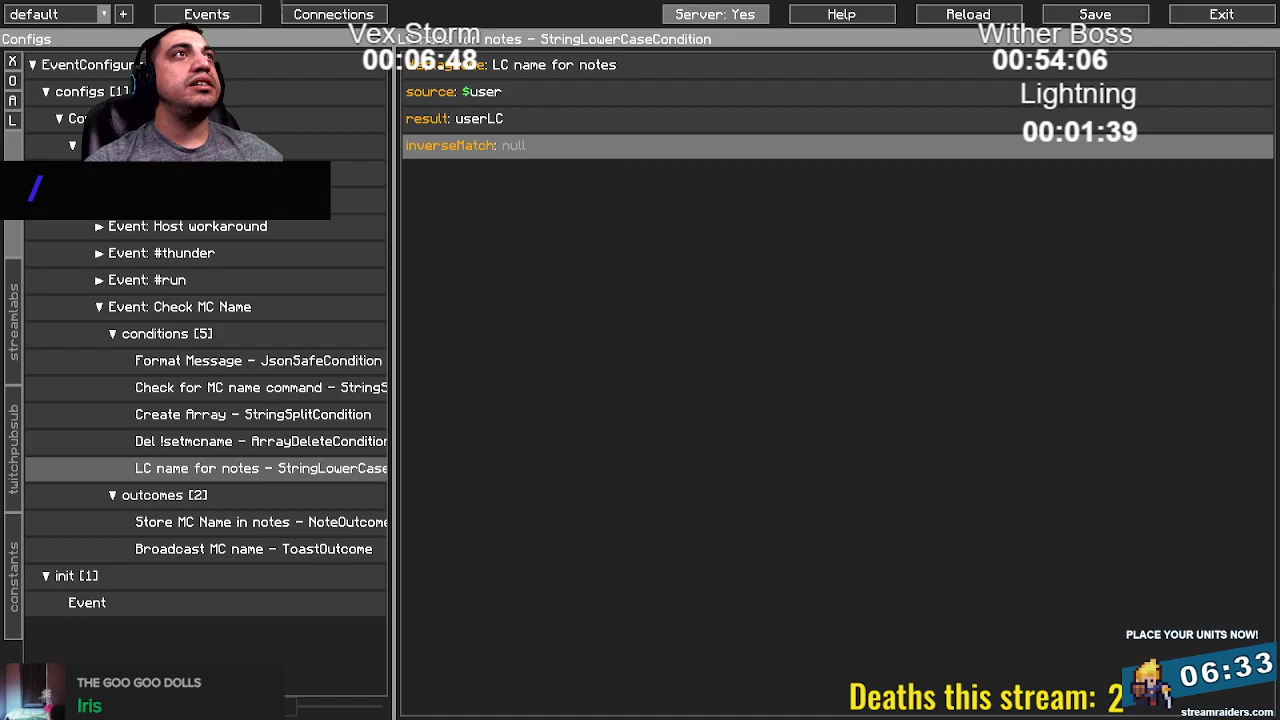 default
+
Events
Connections
Server: Yes
Help
Reload
Save
Exit
Configs
notes - StringLowerCaseCondition
Vex Storm
00:06:48
Wither Boss
00:54:06
Lightning
00:01:39
X
O
A
L
streamlabs
twitchpubsub
constants
configs [1]
Event: Host workaround
Event: #thunder
Event: #run
Event: Check MC Name
conditions [5]
Format Message - JsonSafeCondition
Check for MC name command -
Create Array - StringSplitCondition
Del !setmcname -
LC name for notes -
outcomes [2]
Store MC Name in notes -
Broadcast MC name - ToastOutcome
init [1]
Event
LC name for notes
source: $user
result: userLC
inverseMatch: null
/
THE GOO GOO DOLLS
Iris
PLACE YOUR UNITS NOW!
06:33
Deaths this stream: 2
streamraiders.com